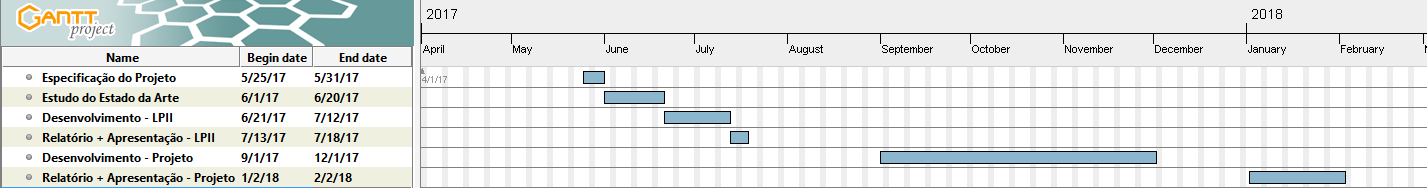 GANTT project
2017 2018
April May June July August September October November December January February
Name Begin date End date
4/1/17
Especificação do Projeto 5/25/17 5/31/17
Estudo do Estado da Arte 6/1/17 6/20/17
Desenvolvimento - LPII 6/21/17 7/12/17
Relatório + Apresentação - LPII 7/13/17 7/18/17
Desenvolvimento - Projeto 9/1/17 12/1/17
Relatório + Apresentação - Projeto 1/2/18 2/2/18